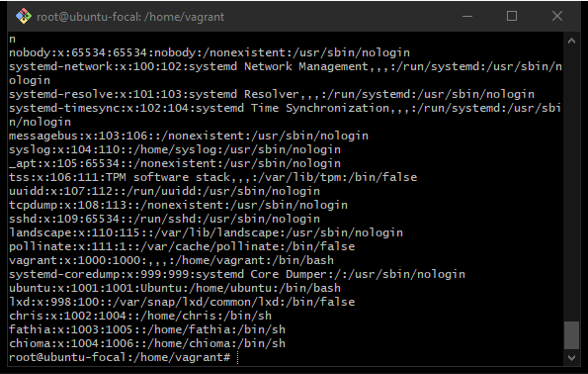 root@ubuntu-focal: /home/vagrant
n
nobody:x:65534:65534:nobody:/nonexistent:/usr/sbin/nologin
systemd-network:x:100:102:systemd Network Management,,,:/run/systemd:/usr/sbin/n
ologin
systemd-resolve:x:101:103:systemd Resolver,,,:/run/systemd:/usr/sbin/nologin
systemd-timesync:x:102:104:systemd Time Synchronization,,,:/run/systemd:/usr/sbi
n/nologin
messagebus:x:103:106::/nonexistent:/usr/sbin/nologin
syslog:x:104:110::/home/syslog:/usr/sbin/nologin
_apt:x:105:65534::/nonexistent:/usr/sbin/nologin
tss:x:106:111:TPM software stack,,,:/var/lib/tpm:/bin/false
uuidd:x:107:112::/run/uuidd:/usr/sbin/nologin
tcpdump:x:108:113::/nonexistent:/usr/sbin/nologin
sshd:x:109:65534::/run/sshd:/usr/sbin/nologin
landscape:x:110:115::/var/lib/landscape:/usr/sbin/nologin
pollinate:x:111:1::/var/cache/pollinate:/bin/false
vagrant:x:1000:1000:,,,:/home/vagrant:/bin/bash
systemd-coredump:x:999:999:systemd Core Dumper:/:/usr/sbin/nologin
ubuntu:x:1001:1001:Ubuntu:/home/ubuntu:/bin/bash
lxd:x:998:100::/var/snap/lxd/common/lxd:/bin/false
chris:x:1002:1004::/home/chris:/bin/sh
fathia:x:1003:1005::/home/fathia:/bin/sh
chioma:x:1004:1006::/home/chioma:/bin/sh
root@ubuntu-focal:/home/vagrant#